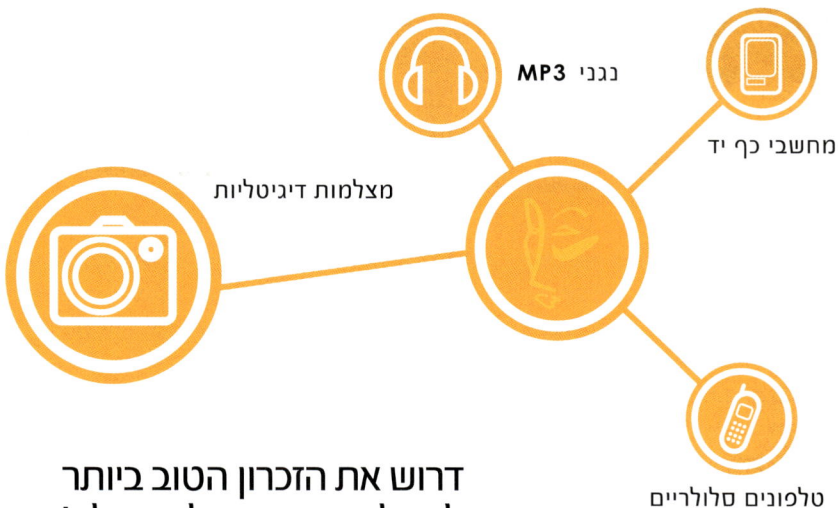 נגני MP3
מחשבי כף יד
מצלמות דיגיטליות
טלפונים סלולריים
דרוש את הזכרון הטוב ביותר